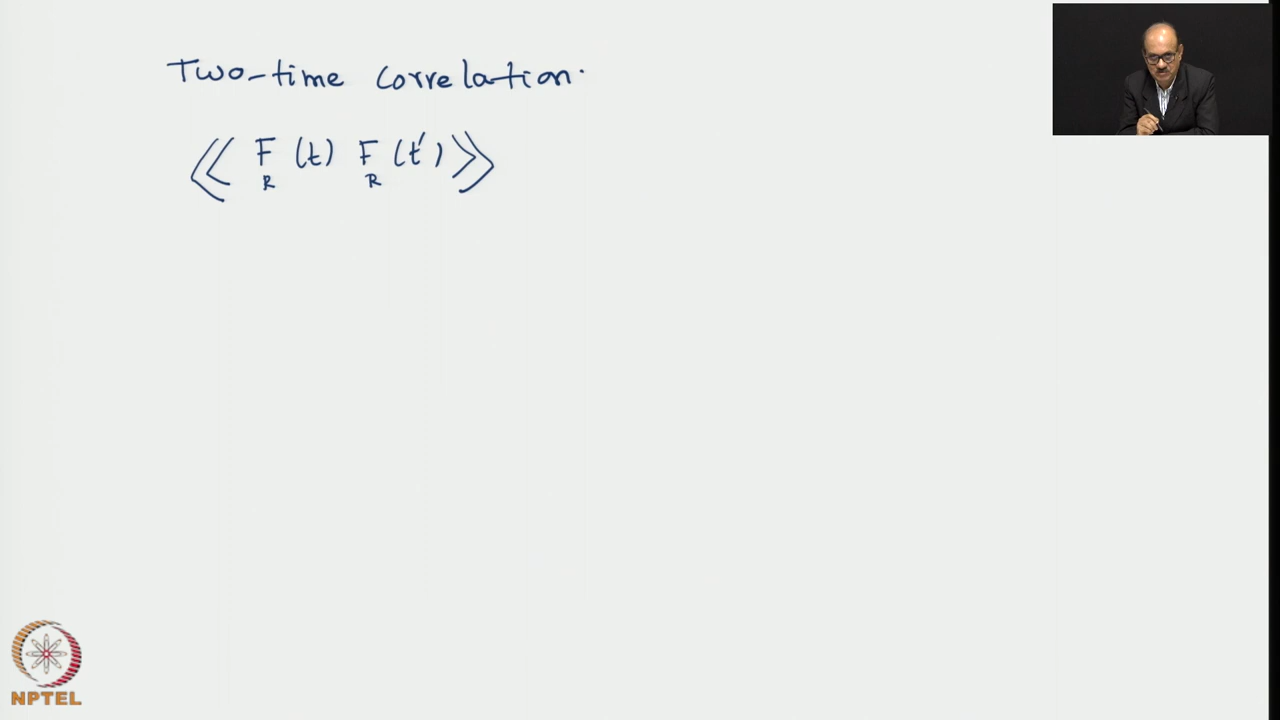 Two-time correlation.
≪ F_R (t) F_R (t′) ≫
NPTEL